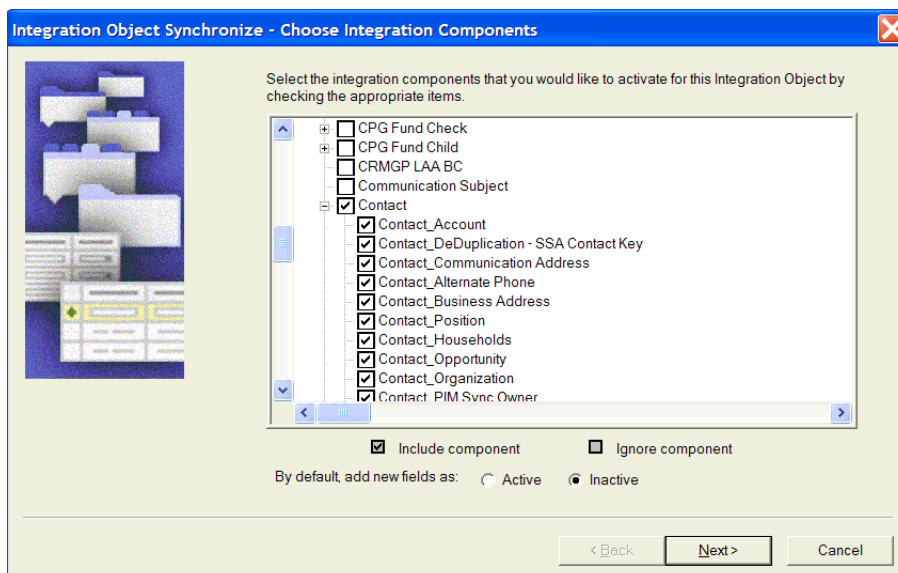 Integration Object Synchronize - Choose Integration Components
Select the integration components that you would like to activate for this Integration Object by
checking the appropriate items.
CPG Fund Check
CPG Fund Child
CRMGP LAA BC
Communication Subject
Contact
Contact_Account
Contact_DeDuplication - SSA Contact Key
Contact_Communication Address
Contact_Alternate Phone
Contact_Business Address
Contact_Position
Contact_Households
Contact_Opportunity
Contact_Organization
Contact_PIM Sync Owner
Include component Ignore component
By default, add new fields as: Active Inactive
< Back Next > Cancel